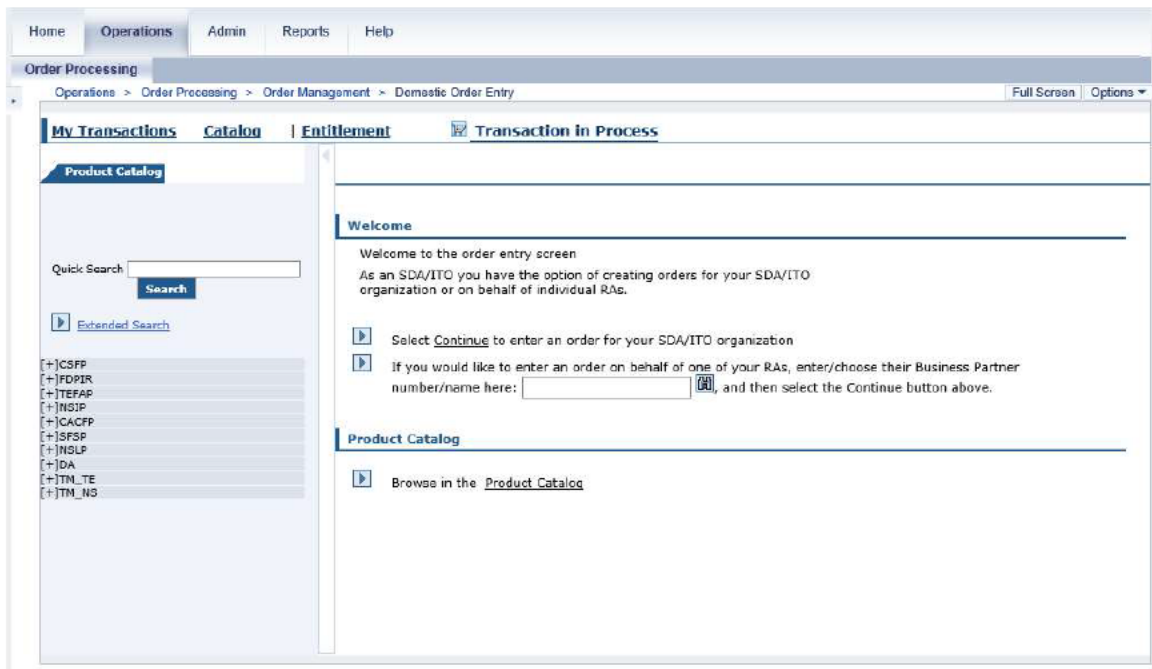 Home Operations Admin Reports Help
Order Processing
Operations > Order Processing > Order Management > Domestic Order Entry Full Screen Options
My Transactions Catalog | Entitlement Transaction in Process
Product Catalog
Quick Search
Search
Extended Search
[+]CSFP
[+]FDPIR
[+]TEFAP
[+]NSIP
[+]CACFP
[+]SFSP
[+]NSLP
[+]DA
[+]TM_TE
[+]TM_NS
Welcome
Welcome to the order entry screen
As an SDA/ITO you have the option of creating orders for your SDA/ITO
organization or on behalf of individual RAs.
Select Continue to enter an order for your SDA/ITO organization
If you would like to enter an order on behalf of one of your RAs, enter/choose their Business Partner
number/name here: , and then select the Continue button above.
Product Catalog
Browse in the Product Catalog